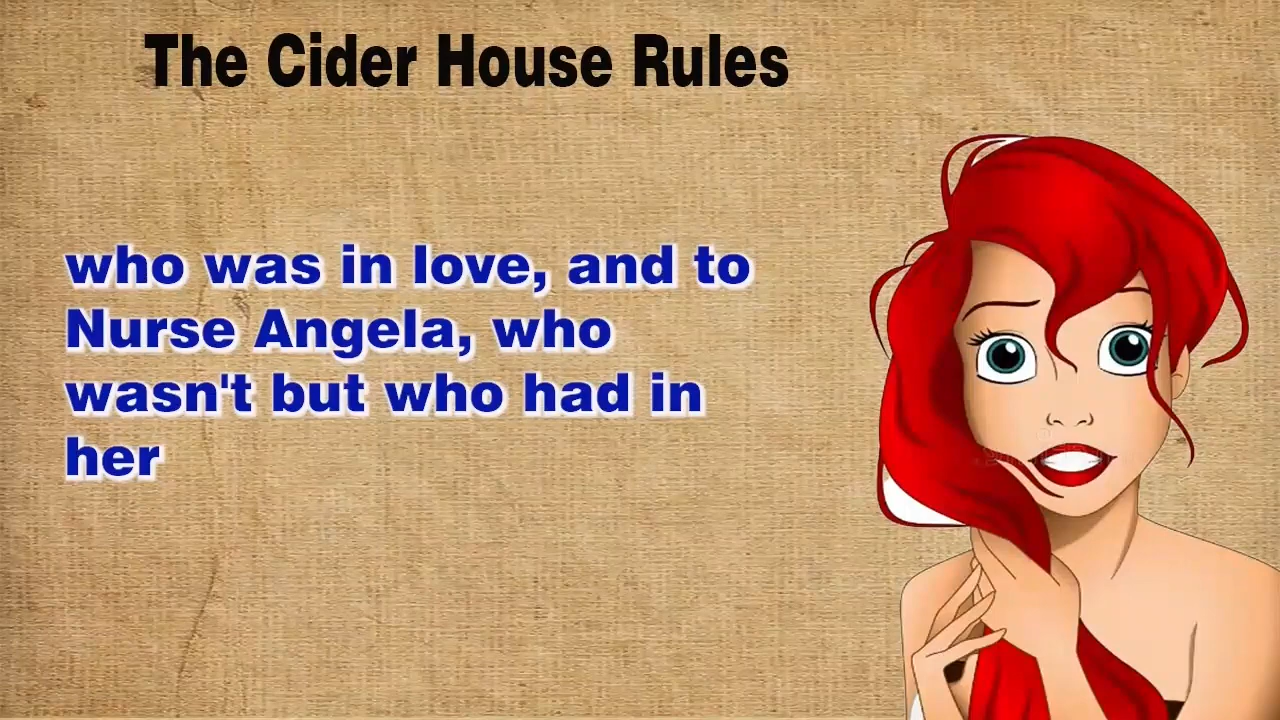 The Cider House Rules
who was in love, and to
Nurse Angela, who
wasn't but who had in
her